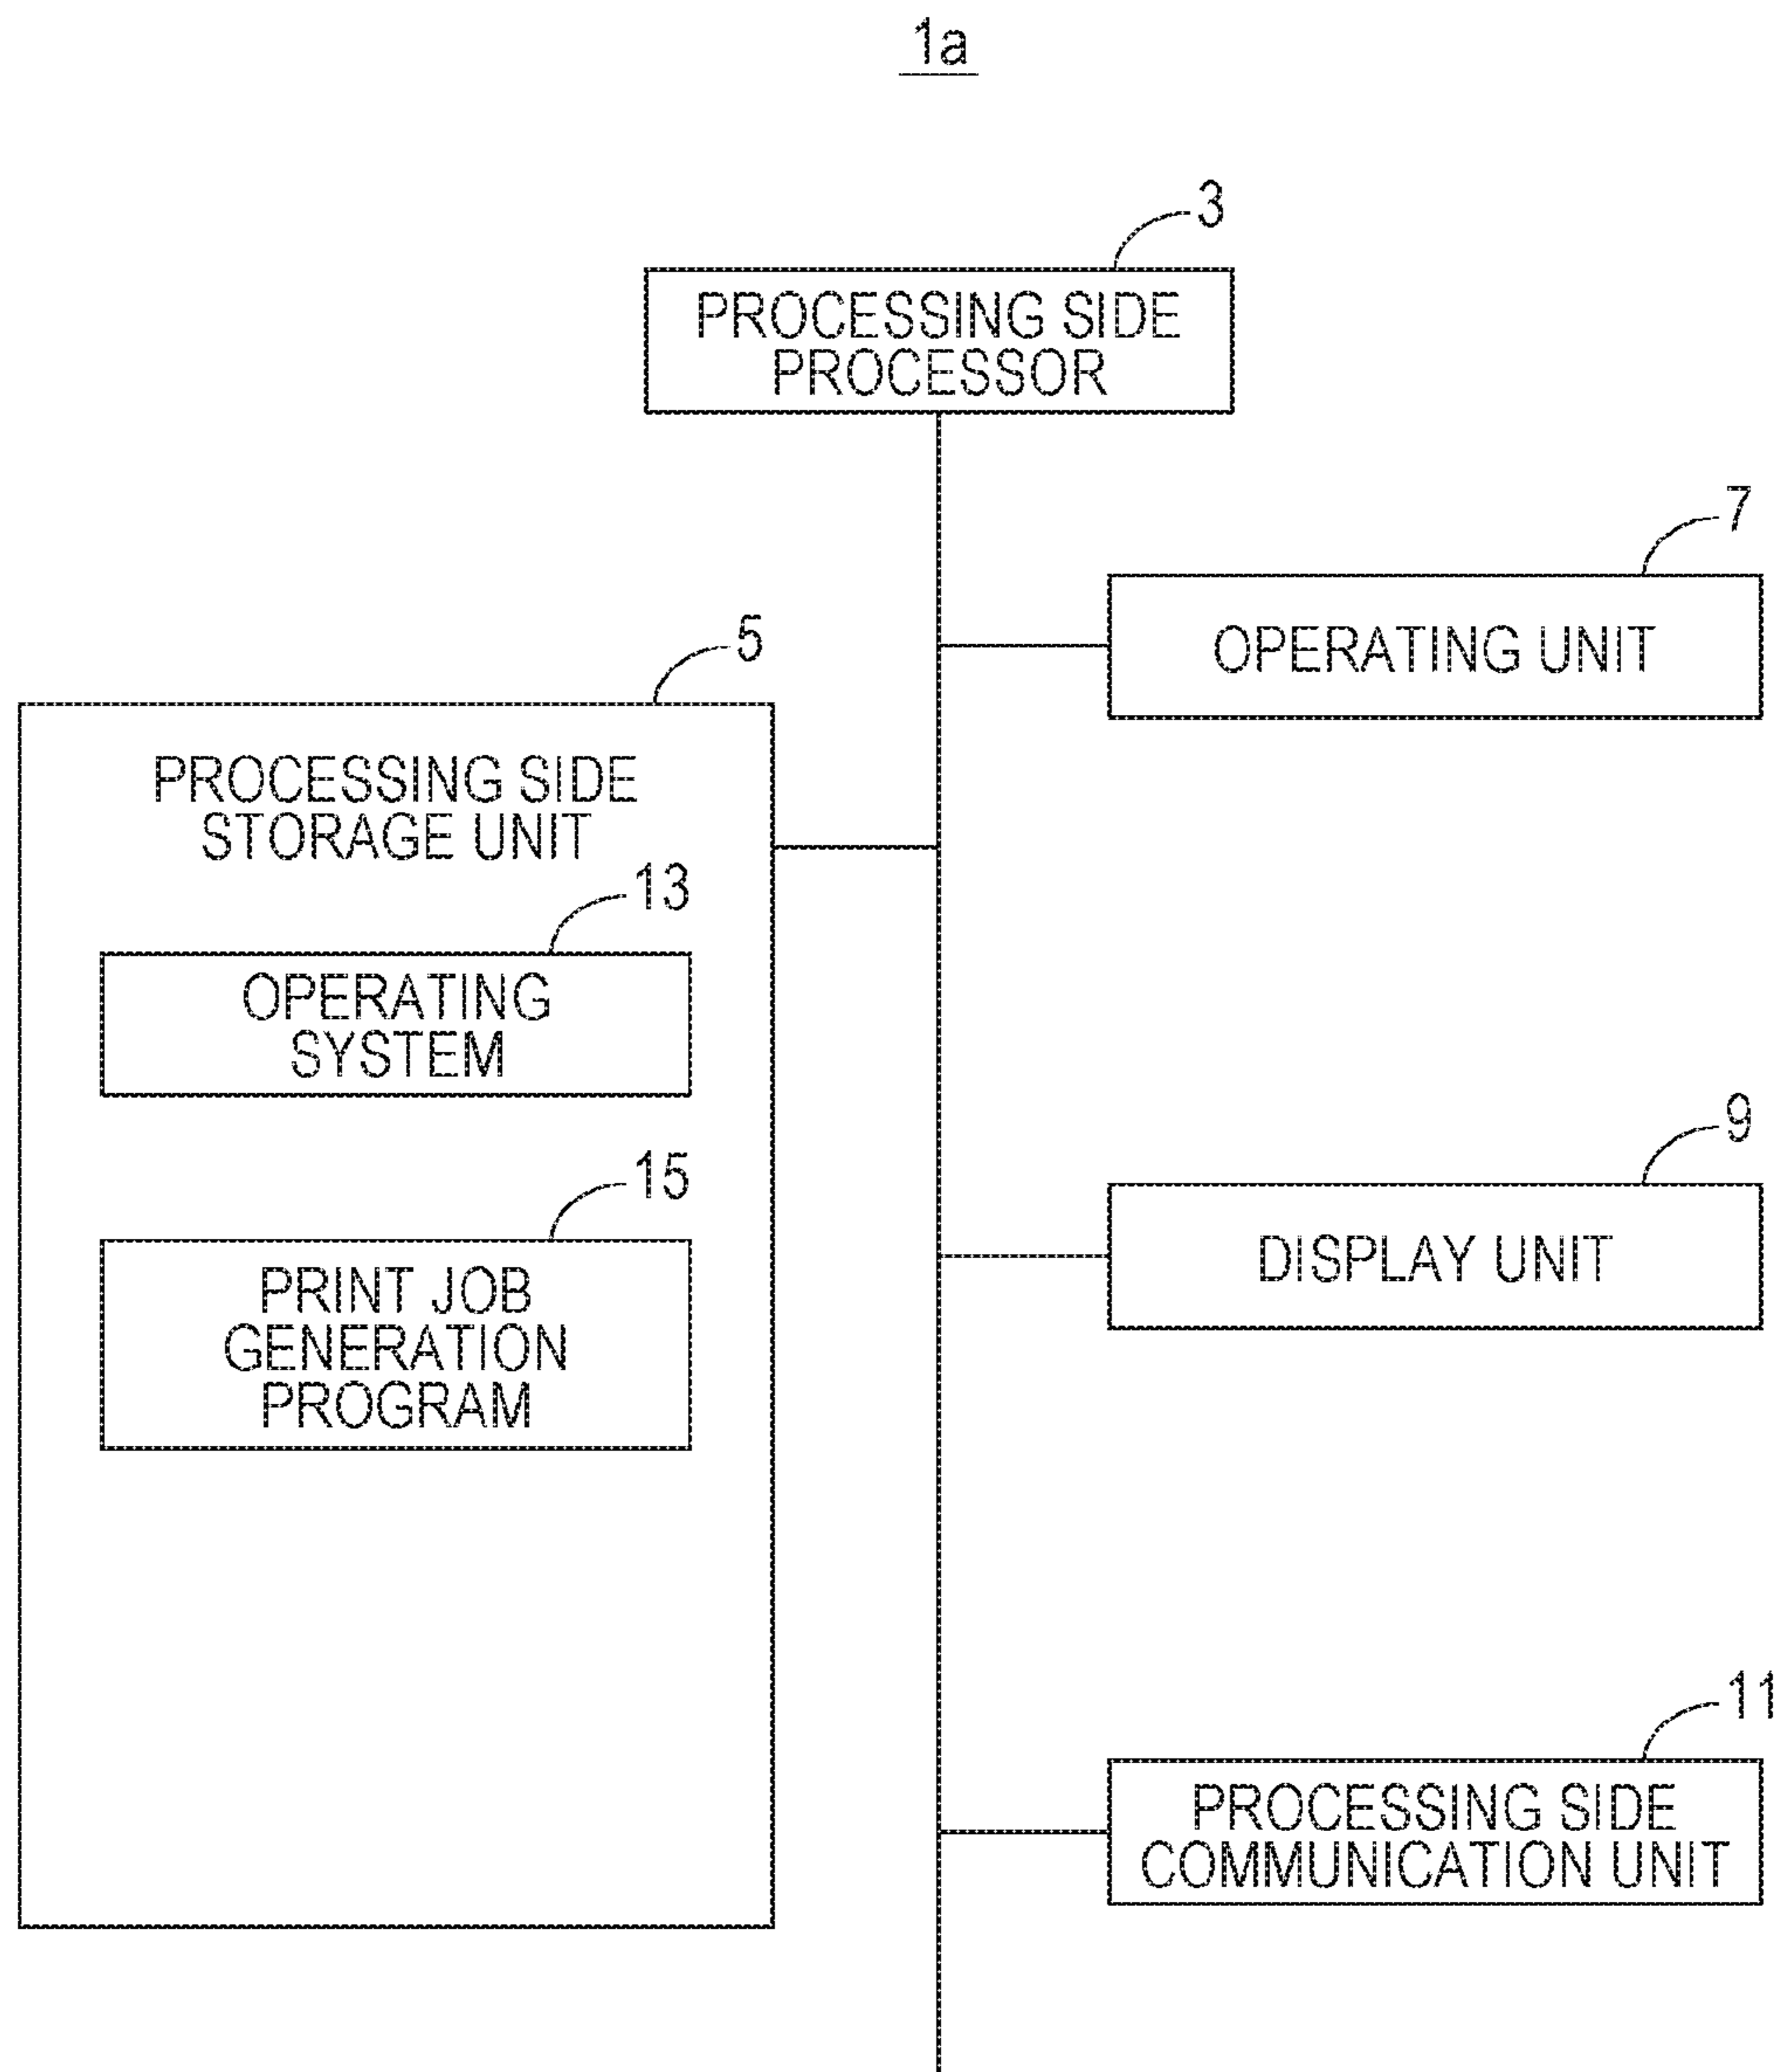 1a
3
PROCESSING SIDE
PROCESSOR
7
OPERATING UNIT
5
PROCESSING SIDE
STORAGE UNIT
13
OPERATING
SYSTEM
9
DISPLAY UNIT
15
PRINT JOB
GENERATION
PROGRAM
11
PROCESSING SIDE
COMMUNICATION UNIT